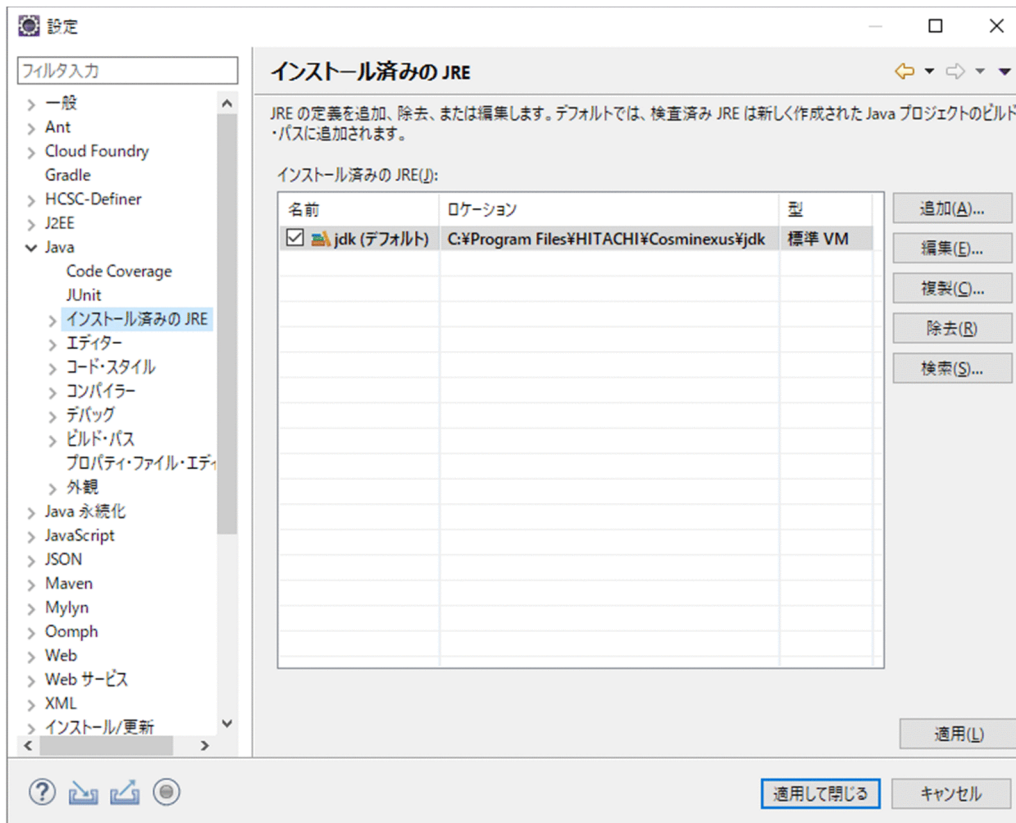 設定
フィルタ入力
一般
Ant
Cloud Foundry
Gradle
HCSC-Definer
J2EE
Java
Code Coverage
JUnit
インストール済みの JRE
エディター
コード・スタイル
コンパイラー
デバッグ
ビルド・パス
プロパティ・ファイル・エディ
外観
Java 永続化
JavaScript
JSON
Maven
Mylyn
Oomph
Web
Web サービス
XML
インストール/更新
インストール済みの JRE
JRE の定義を追加、除去、または編集します。デフォルトでは、検査済み JRE は新しく作成された Java プロジェクトのビルド
・パスに追加されます。
インストール済みの JRE(J):
名前 ロケーション 型
jdk (デフォルト) C:¥Program Files¥HITACHI¥Cosminexus¥jdk 標準 VM
追加(A)...
編集(E)...
複製(C)...
除去(R)
検索(S)...
適用(L)
適用して閉じる
キャンセル